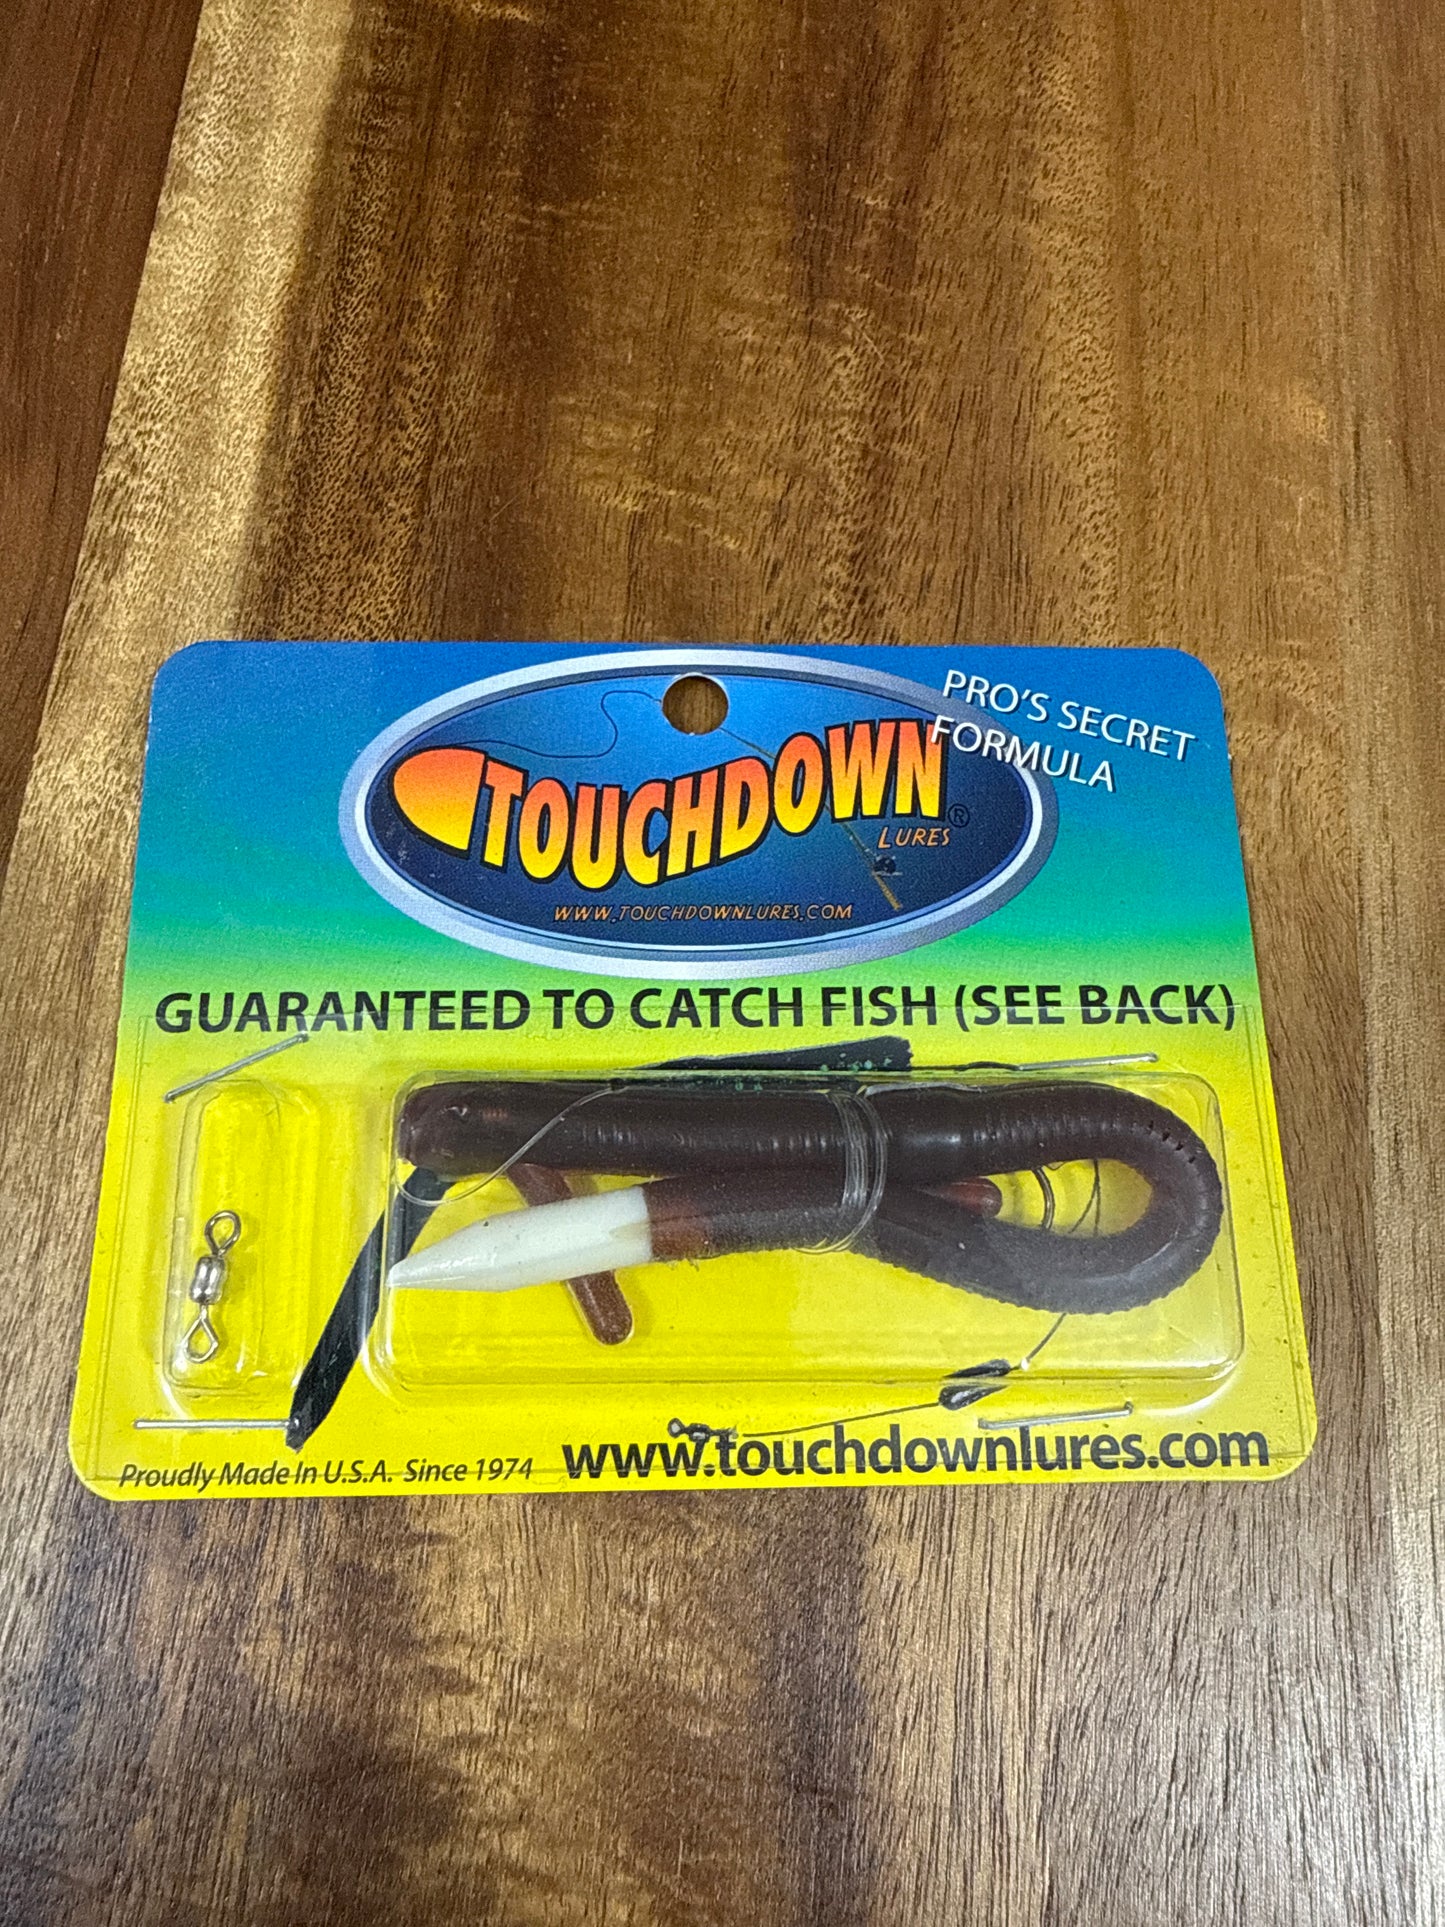 PRO'S SECRET
FORMULA
TOUCHDOWN®
LURES
WWW.TOUCHDOWNLURES.COM
GUARANTEED TO CATCH FISH (SEE BACK)
Proudly Made In U.S.A. Since 1974
www.touchdownlures.com